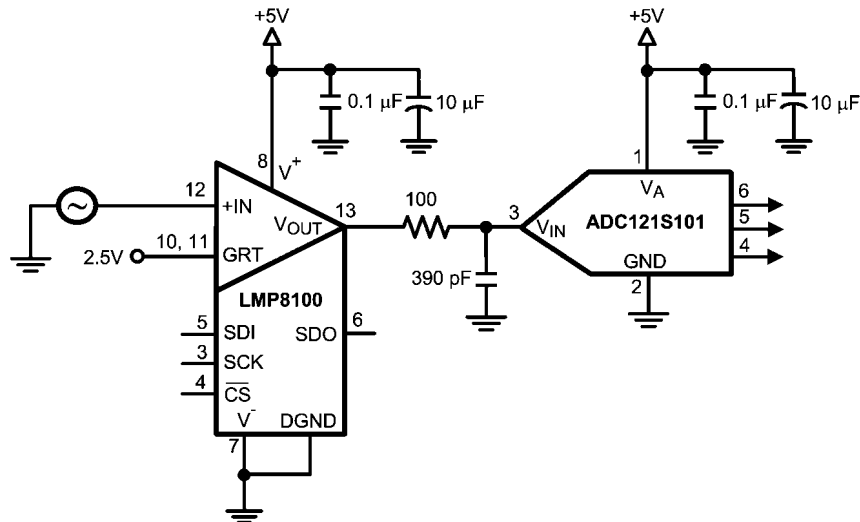 +5V
+5V
0.1 µF
10 µF
0.1 µF
10 µF
8
V+
1
12
+IN
13
VOUT
100
3
VIN
VA
6
ADC121S101
5
10, 11
2.5V
GRT
4
GND
390 pF
2
LMP8100
5
SDI
SDO
6
3
SCK
4
CS
V-
DGND
7